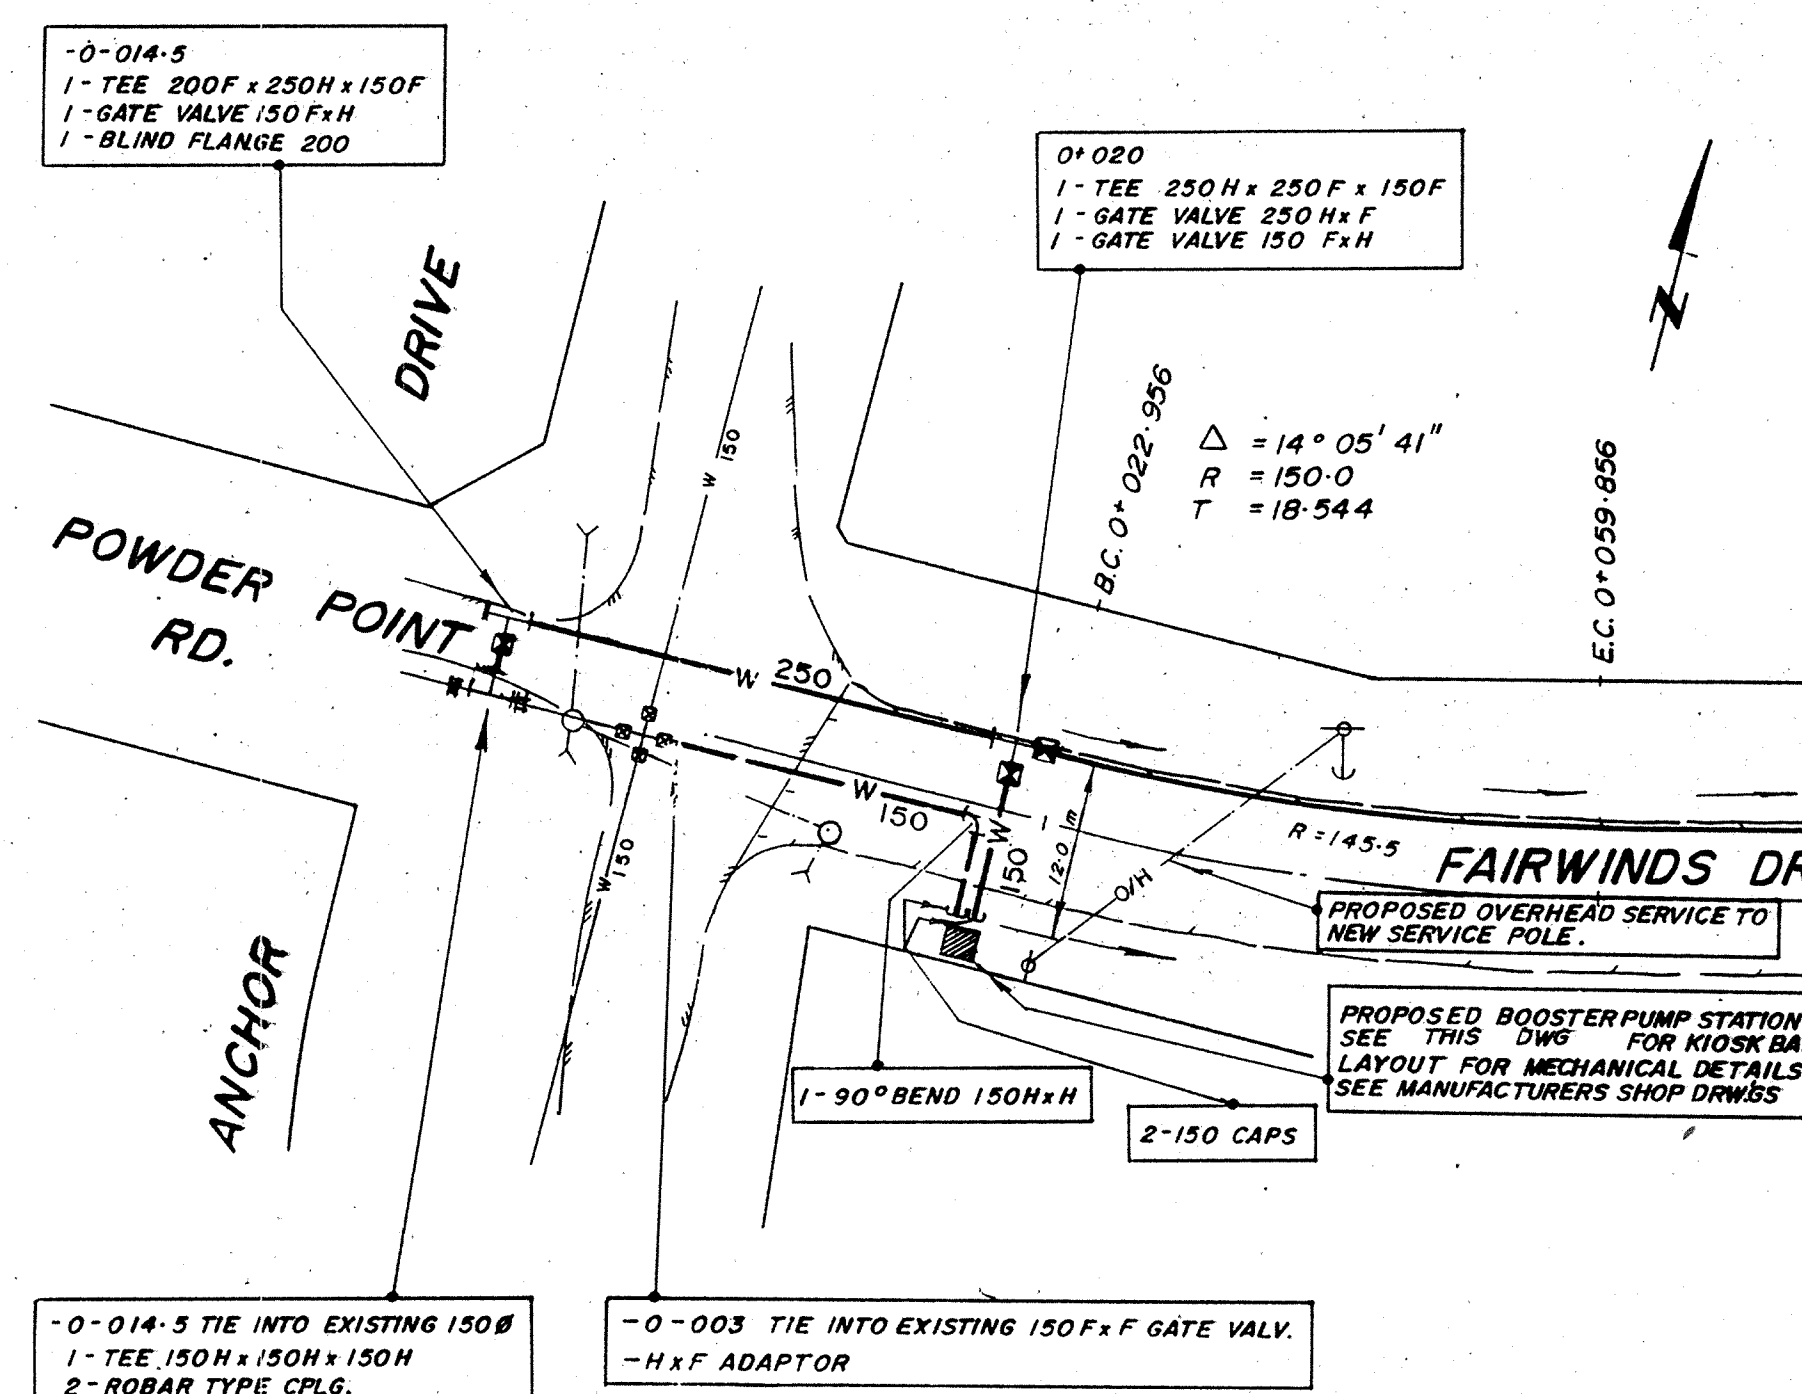 -0-014.5
1 - TEE 200F x 250H x 150F
1 - GATE VALVE 150 FxH
1 - BLIND FLANGE 200
0+020
1 - TEE 250H x 250F x 150F
1 - GATE VALVE 250 HxF
1 - GATE VALVE 150 FxH
N
DRIVE
B.C. 0+022.956
Δ = 14° 05' 41"
R = 150.0
T = 18.544
E.C. 0+059.856
W 150
POWDER POINT
RD.
W 250
W 150
W 150
12.0 m
O/H
R = 145.5
FAIRWINDS DR
W 150
PROPOSED OVERHEAD SERVICE TO
NEW SERVICE POLE.
ANCHOR
PROPOSED BOOSTER PUMP STATION
SEE THIS DWG FOR KIOSK BA
LAYOUT FOR MECHANICAL DETAILS
SEE MANUFACTURERS SHOP DRWGS
1 - 90° BEND 150HxH
2-150 CAPS
-0-014.5 TIE INTO EXISTING 150Ø
1 - TEE 150H x 150H x 150H
2 - ROBAR TYPE CPLG.
-0-003 TIE INTO EXISTING 150 FxF GATE VALV.
-HxF ADAPTOR